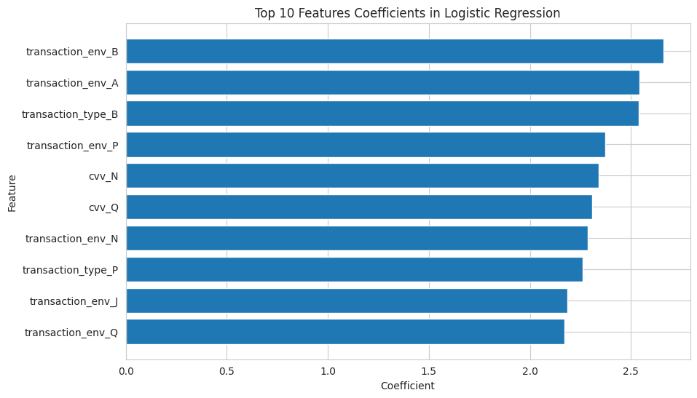 Top 10 Features Coefficients in Logistic Regression
transaction_env_B
transaction_env_A
transaction_type_B
transaction_env_P
cvv_N
cvv_Q
transaction_env_N
transaction_type_P
transaction_env_J
transaction_env_Q
Feature
0.0 0.5 1.0 1.5 2.0 2.5
Coefficient